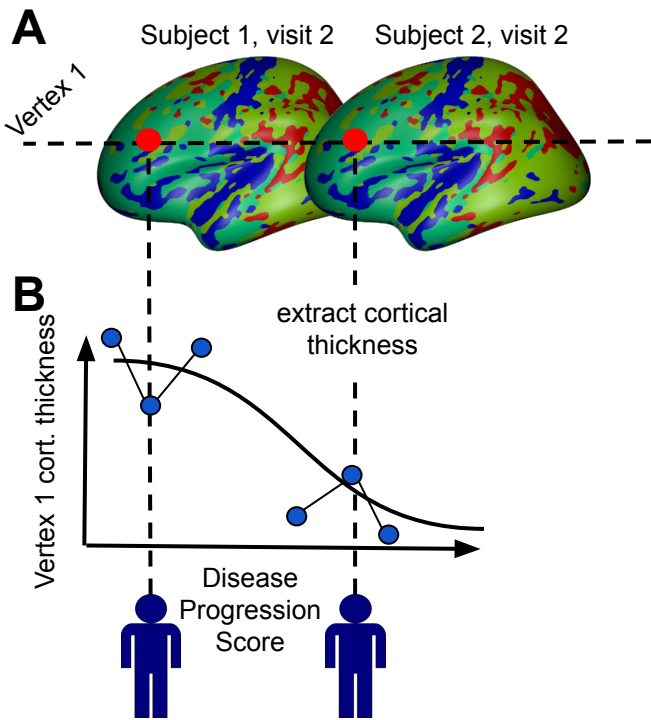 A
Subject 1, visit 2
Subject 2, visit 2
Vertex 1
B
extract cortical
thickness
Vertex 1 cort. thickness
Disease
Progression
Score